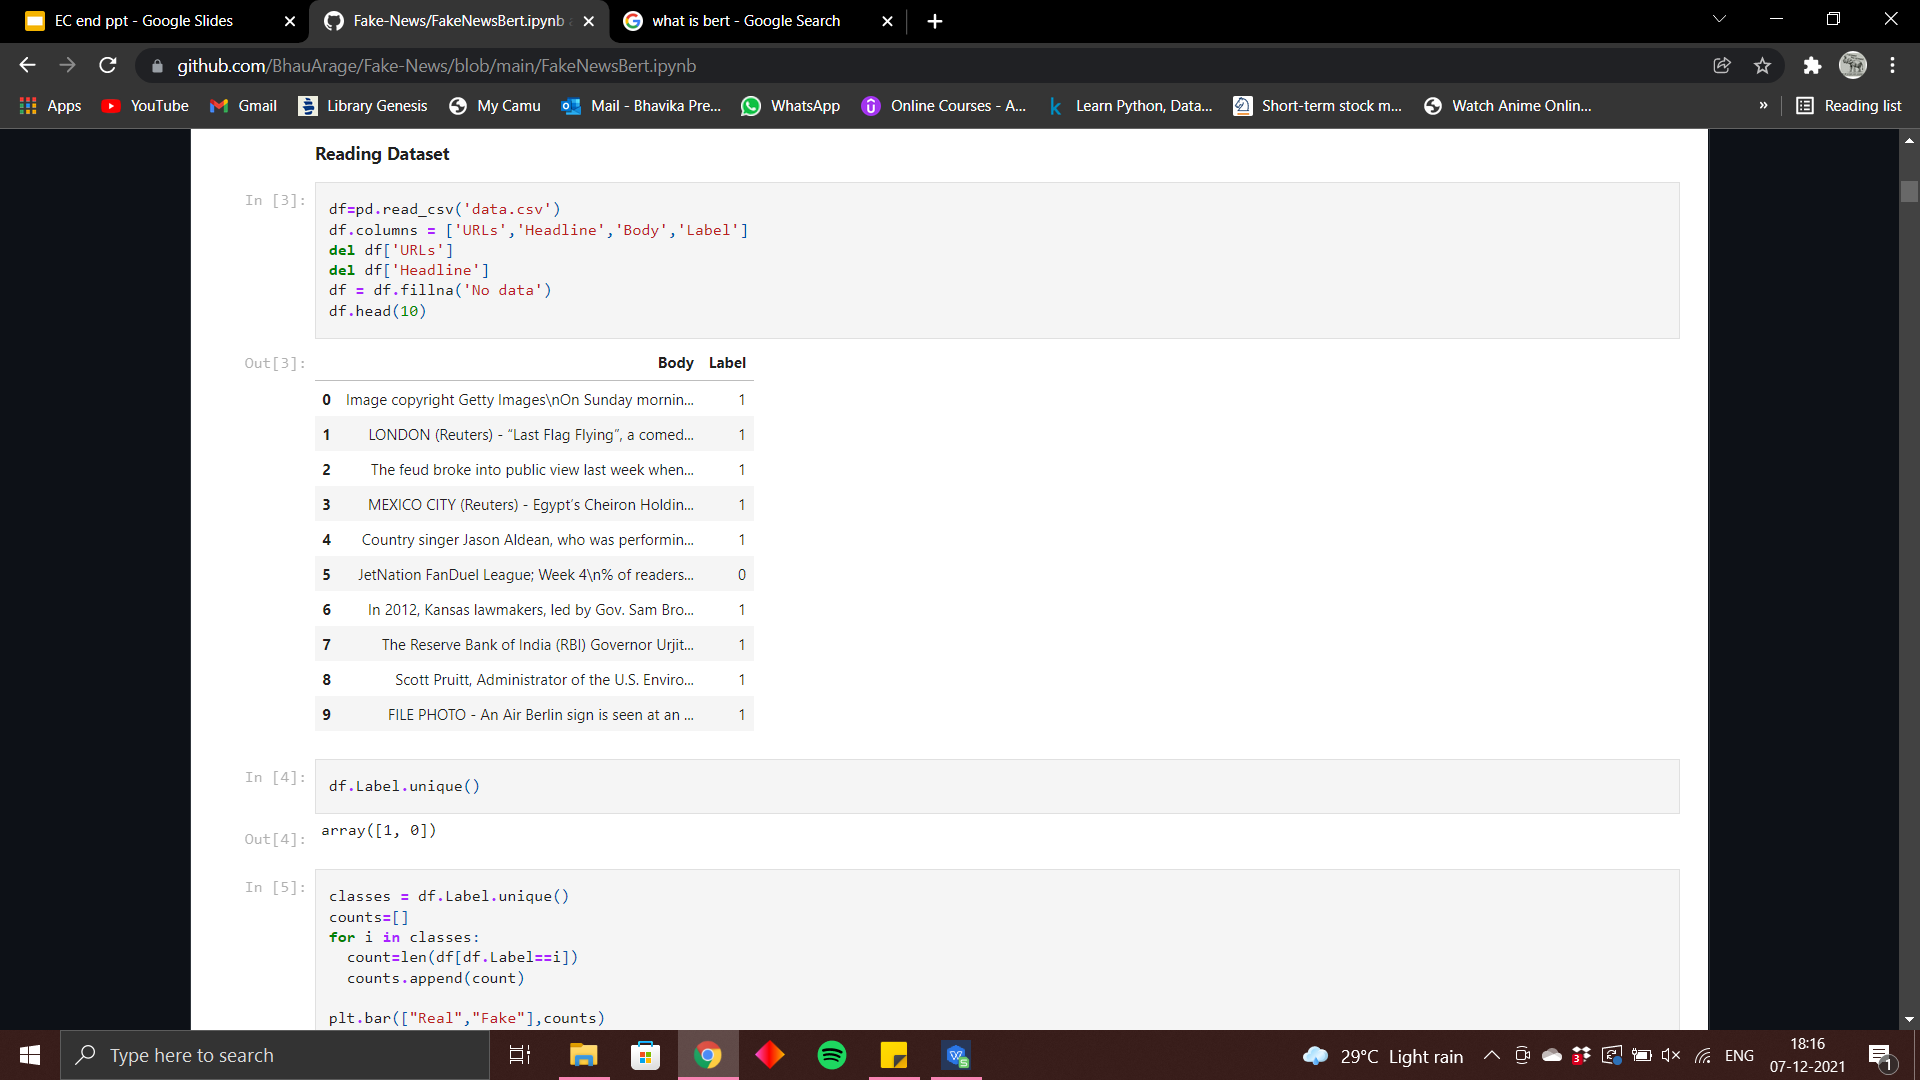 EC end ppt - Google Slides
Fake-News/FakeNewsBert.ipynb
what is bert - Google Search
github.com/BhauArage/Fake-News/blob/main/FakeNewsBert.ipynb
Apps YouTube Gmail Library Genesis My Camu Mail - Bhavika Pre... WhatsApp Online Courses - A... Learn Python, Data... Short-term stock m... Watch Anime Onlin... » Reading list
Reading Dataset
In [3]:
df=pd.read_csv('data.csv')
df.columns = ['URLs','Headline','Body','Label']
del df['URLs']
del df['Headline']
df = df.fillna('No data')
df.head(10)
Out[3]:
Body Label
0 Image copyright Getty Images\nOn Sunday mornin... 1
1 LONDON (Reuters) - “Last Flag Flying”, a comed... 1
2 The feud broke into public view last week when... 1
3 MEXICO CITY (Reuters) - Egypt’s Cheiron Holdin... 1
4 Country singer Jason Aldean, who was performin... 1
5 JetNation FanDuel League; Week 4\n% of readers... 0
6 In 2012, Kansas lawmakers, led by Gov. Sam Bro... 1
7 The Reserve Bank of India (RBI) Governor Urjit... 1
8 Scott Pruitt, Administrator of the U.S. Enviro... 1
9 FILE PHOTO - An Air Berlin sign is seen at an ... 1
In [4]:
df.Label.unique()
Out[4]:
array([1, 0])
In [5]:
classes = df.Label.unique()
counts=[]
for i in classes:
count=len(df[df.Label==i])
counts.append(count)
plt.bar(["Real","Fake"],counts)
Type here to search
29°C Light rain
3
ENG
18:16
07-12-2021
1